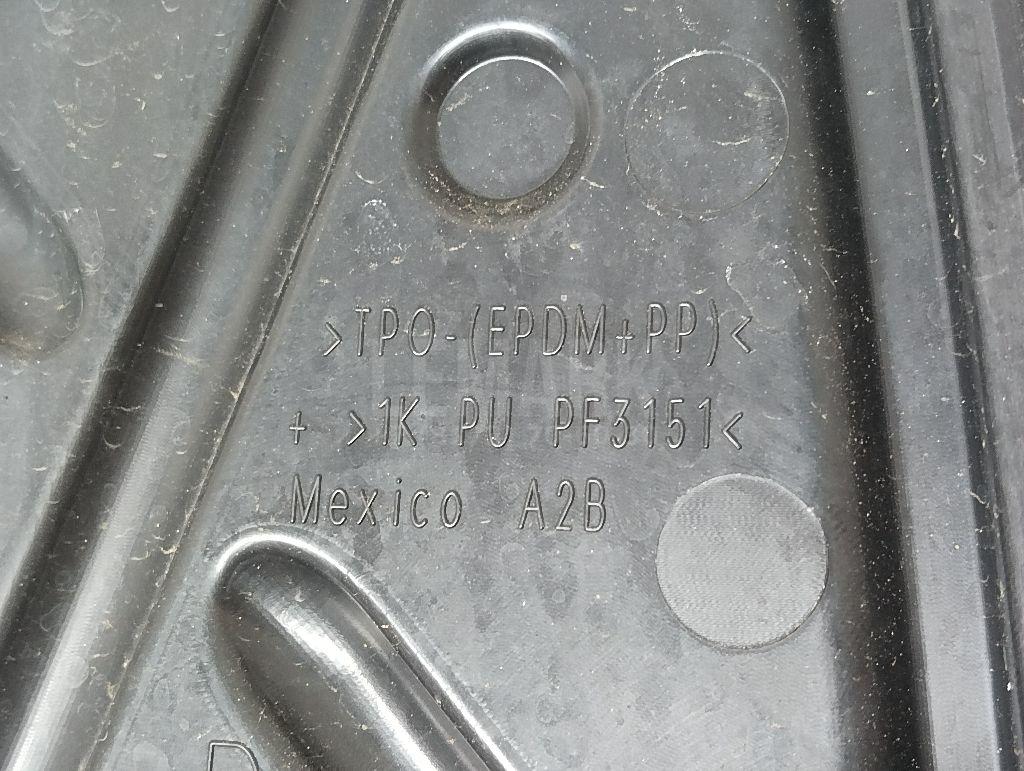 >TPO-(EPDM+PP)<
+ >1K PU PF3151<
Mexico A2B